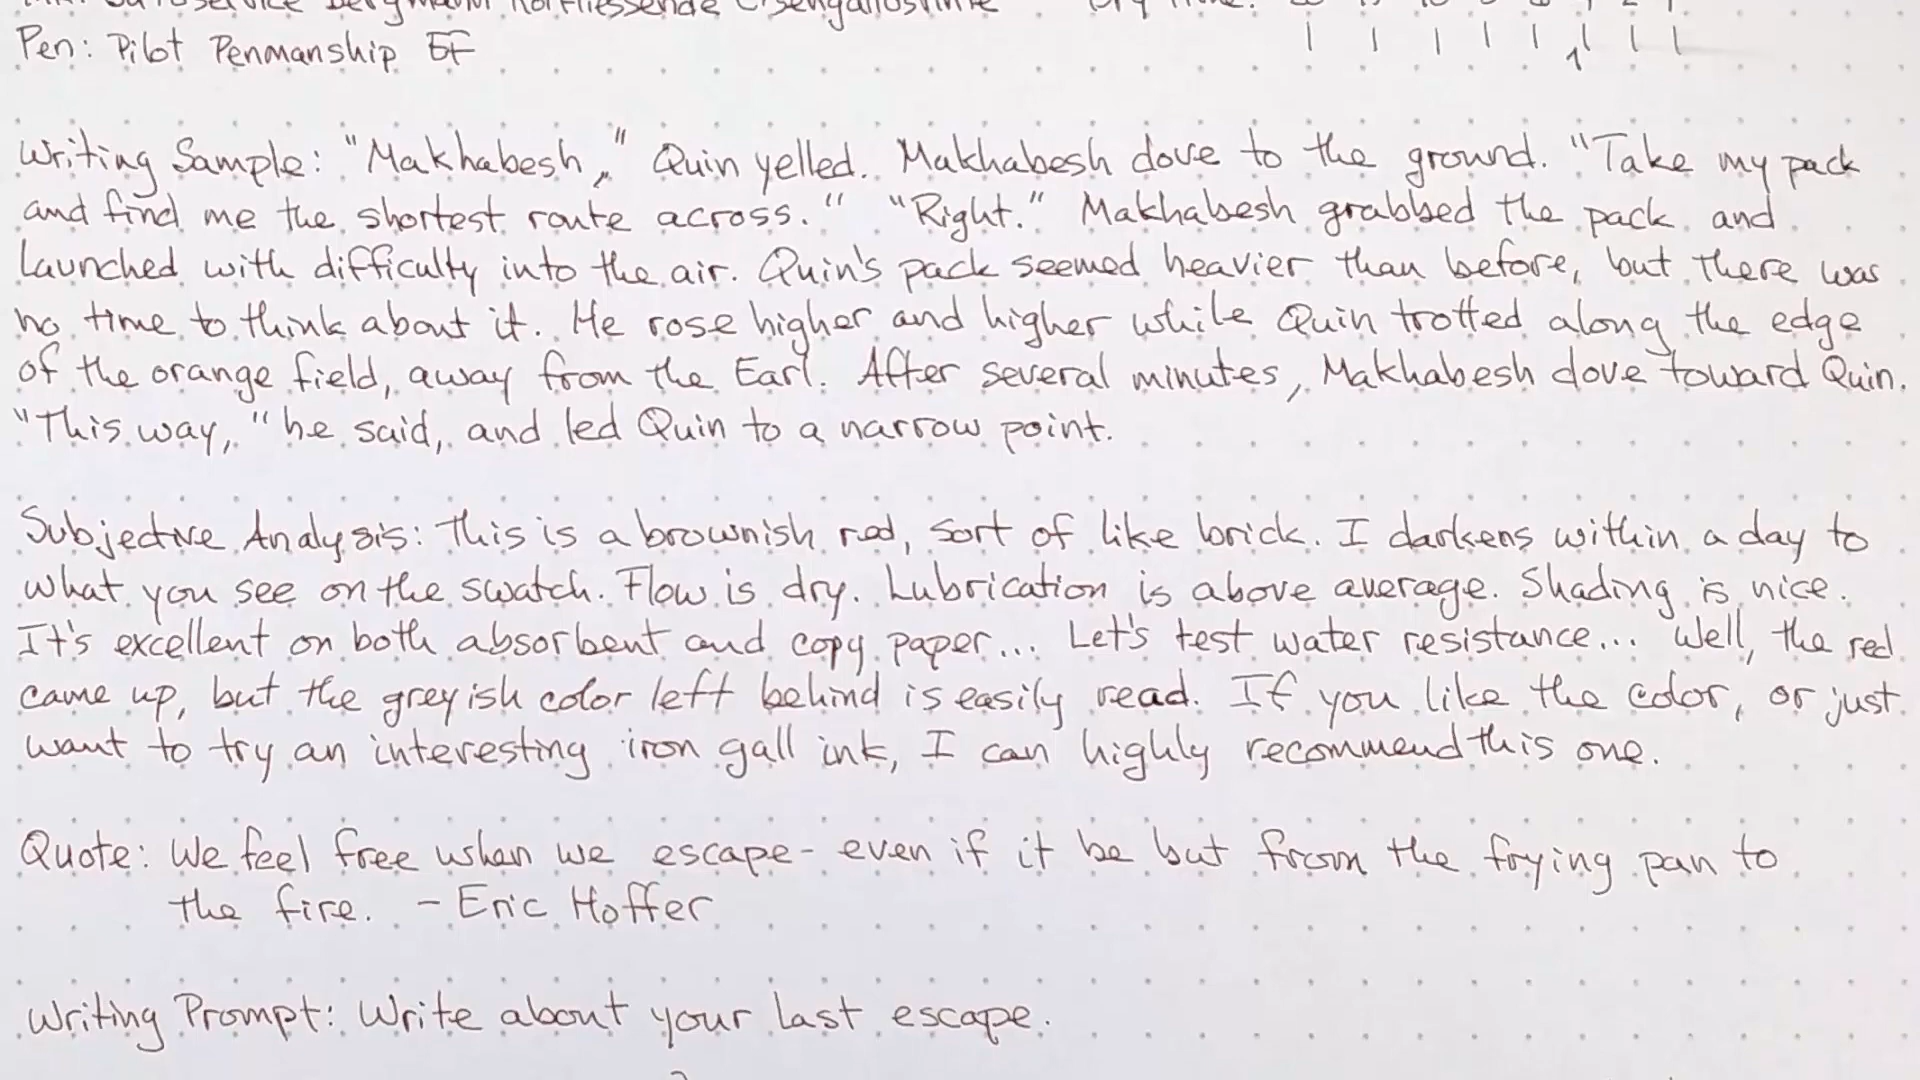 Pen: Pilot Penmanship EF
Writing Sample: "Makhabesh," Quin yelled. Makhabesh dove to the ground. "Take my pack
and find me the shortest route across." "Right." Makhabesh grabbed the pack and
launched with difficulty into the air. Quin's pack seemed heavier than before, but there was
no time to think about it. He rose higher and higher while Quin trotted along the edge
of the orange field, away from the Earl. After several minutes, Makhabesh dove toward Quin.
"This way," he said, and led Quin to a narrow point.
Subjective Analysis: This is a brownish red, sort of like brick. I darkens within a day to
what you see on the swatch. Flow is dry. Lubrication is above average. Shading is nice.
It's excellent on both absorbent and copy paper... Let's test water resistance... Well, the red
came up, but the greyish color left behind is easily read. If you like the color, or just
want to try an interesting iron gall ink, I can highly recommend this one.
Quote: We feel free when we escape - even if it be but from the frying pan to
the fire. - Eric Hoffer
Writing Prompt: Write about your last escape.